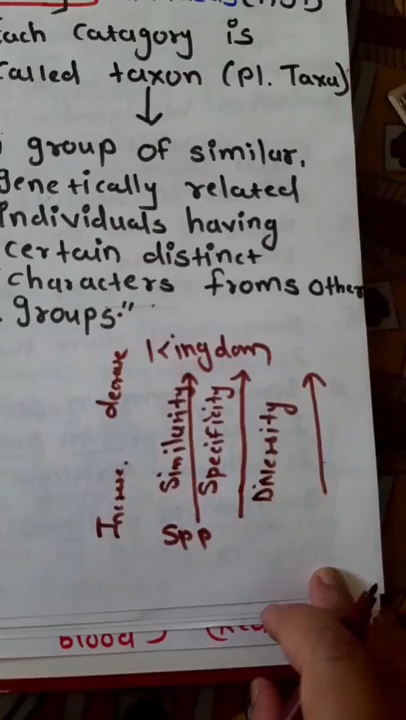 Each Catagory is
Called taxon (pl. Taxa)
group of similar,
genetically related
individuals having
certain distinct
characters froms other
groups."
Kingdom
decrease
Increase.
Similarity
Specificity
Diversity
Spp